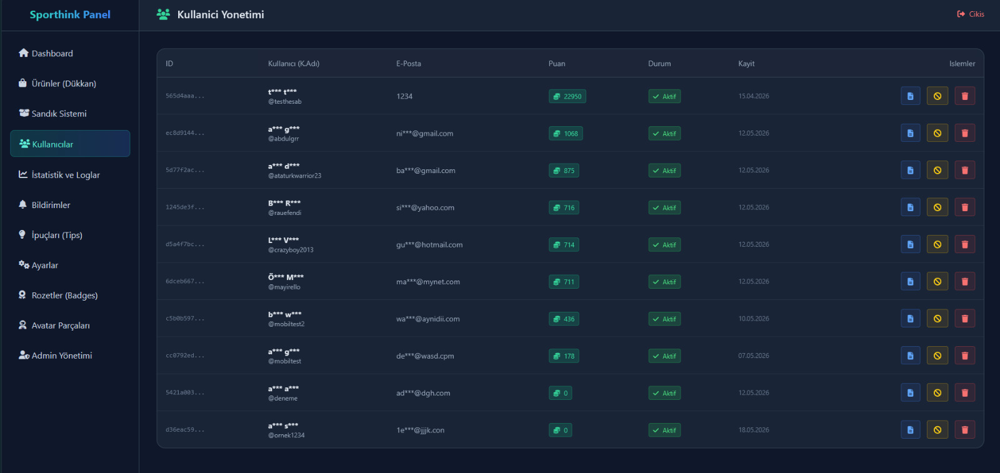 Sporthink Panel
Kullanici Yonetimi
Cikis
Dashboard
Ürünler (Dükkan)
Sandık Sistemi
Kullanıcılar
İstatistik ve Loglar
Bildirimler
İpuçları (Tips)
Ayarlar
Rozetler (Badges)
Avatar Parçaları
Admin Yönetimi
ID Kullanıcı (K.Adı) E-Posta Puan Durum Kayit Islemler
565d4aaa... t*** t*** 1234 22950 Aktif 15.04.2026
@testhesab
ec8d9144... a*** g*** ni***@gmail.com 1068 Aktif 12.05.2026
@abdulgrr
5d77f2ac... a*** d*** ba***@gmail.com 875 Aktif 12.05.2026
@ataturkwarrior23
1245de3f... B*** R*** si***@yahoo.com 716 Aktif 12.05.2026
@rauefendi
d5a4f7bc... L*** V*** gu***@hotmail.com 714 Aktif 12.05.2026
@crazyboy2013
6dceb667... Ö*** M*** ma***@mynet.com 711 Aktif 12.05.2026
@mayirello
c5b0b597... b*** w*** wa***@aynidii.com 436 Aktif 10.05.2026
@mobiltest2
cc0792ed... a*** g*** de***@wasd.cpm 178 Aktif 07.05.2026
@mobiltest
5421a003... a*** a*** ad***@dgh.com 0 Aktif 12.05.2026
@deneme
d36eac59... a*** s*** 1e***@jjjk.con 0 Aktif 18.05.2026
@ornek1234